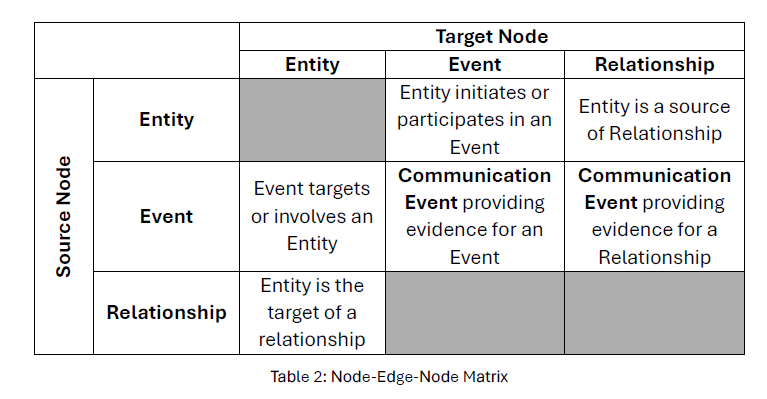 Target Node
Entity Event Relationship
Source Node
Entity
Entity initiates or
participates in an
Event
Entity is a source
of Relationship
Event
Event targets
or involves an
Entity
Communication
Event providing
evidence for an
Event
Communication
Event providing
evidence for a
Relationship
Relationship
Entity is the
target of a
relationship
Table 2: Node-Edge-Node Matrix